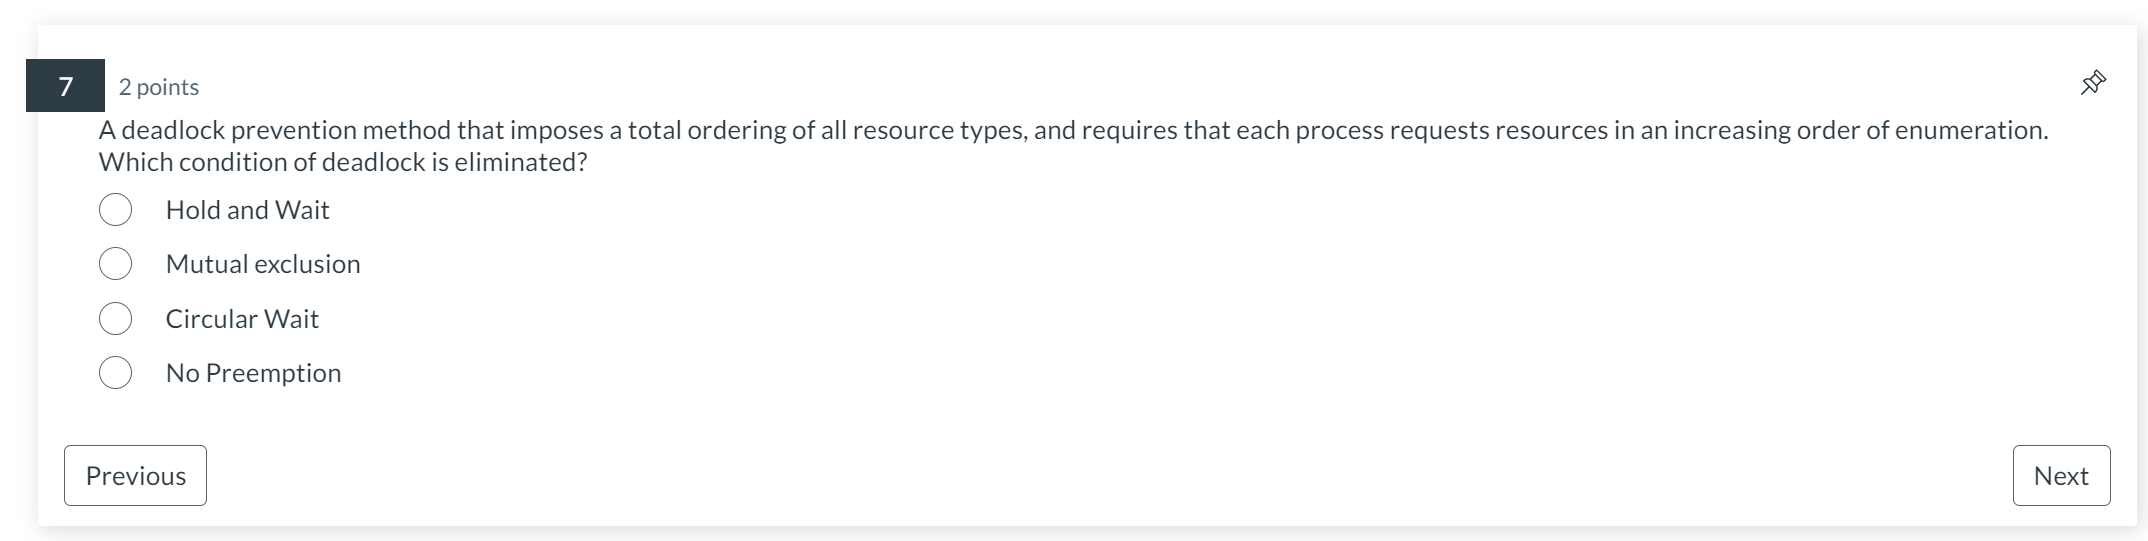 7
2 points
A deadlock prevention method that imposes a total ordering of all resource types, and requires that each process requests resources in an increasing order of enumeration.
Which condition of deadlock is eliminated?
Hold and Wait
Mutual exclusion
Circular Wait
No Preemption
Previous
Next